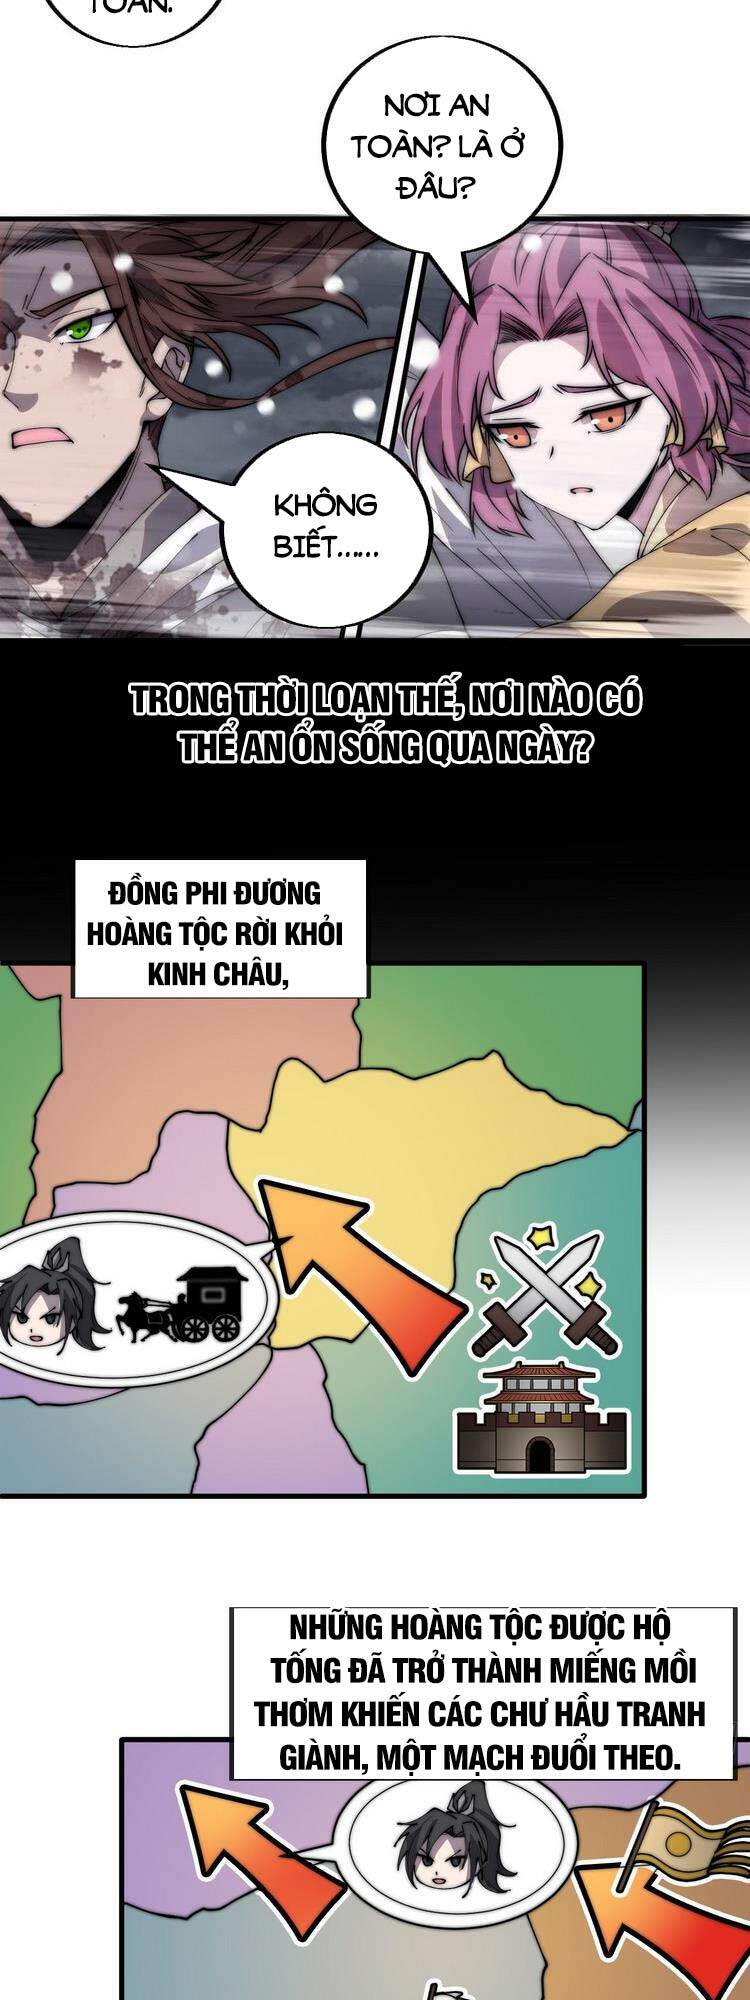 TOÀN.
NƠI AN
TOÀN? LÀ Ở
ĐÂU?
KHÔNG
BIẾT......
TRONG THỜI LOẠN THẾ, NƠI NÀO CÓ
THỂ AN ỔN SỐNG QUA NGÀY?
ĐỒNG PHI ĐƯƠNG
HOÀNG TỘC RỜI KHỎI
KINH CHÂU,
NHỮNG HOÀNG TỘC ĐƯỢC HỘ
TỐNG ĐÃ TRỞ THÀNH MIẾNG MỒI
THƠM KHIẾN CÁC CHƯ HẦU TRANH
GIÀNH, MỘT MẠCH ĐUỔI THEO.